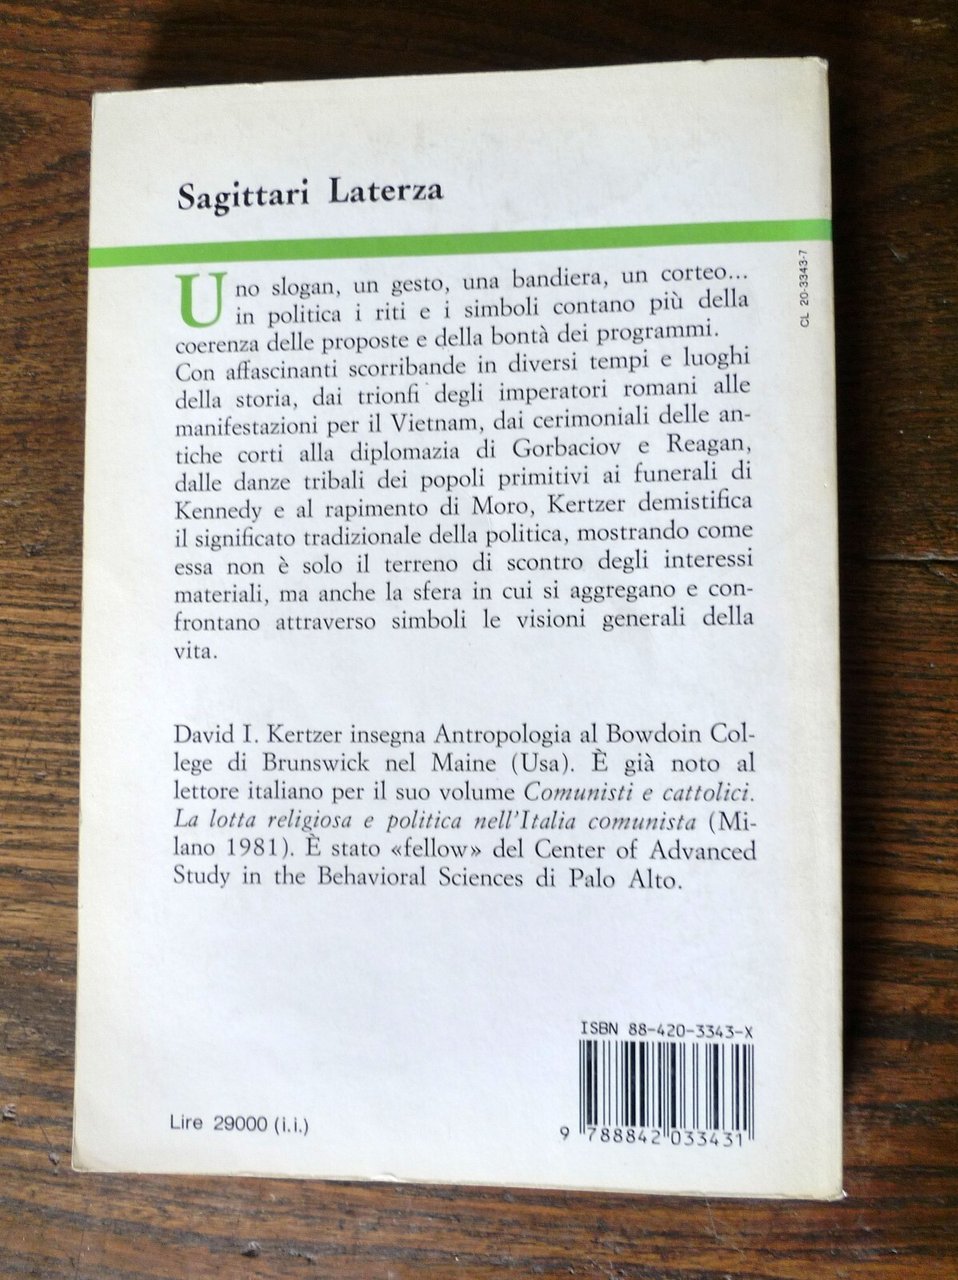 Sagittari Laterza
CL 20-3343-7
Uno slogan, un gesto, una bandiera, un corteo...
in politica i riti e i simboli contano più della
coerenza delle proposte e della bontà dei programmi.
Con affascinanti scorribande in diversi tempi e luoghi
della storia, dai trionfi degli imperatori romani alle
manifestazioni per il Vietnam, dai cerimoniali delle an-
tiche corti alla diplomazia di Gorbaciov e Reagan,
dalle danze tribali dei popoli primitivi ai funerali di
Kennedy e al rapimento di Moro, Kertzer demistifica
il significato tradizionale della politica, mostrando come
essa non è solo il terreno di scontro degli interessi
materiali, ma anche la sfera in cui si aggregano e con-
frontano attraverso simboli le visioni generali della
vita.
David I. Kertzer insegna Antropologia al Bowdoin Col-
lege di Brunswick nel Maine (Usa). È già noto al
lettore italiano per il suo volume Comunisti e cattolici.
La lotta religiosa e politica nell'Italia comunista (Mi-
lano 1981). È stato «fellow» del Center of Advanced
Study in the Behavioral Sciences di Palo Alto.
ISBN 88-420-3343-X
9 788842 033431
Lire 29000 (i.i.)